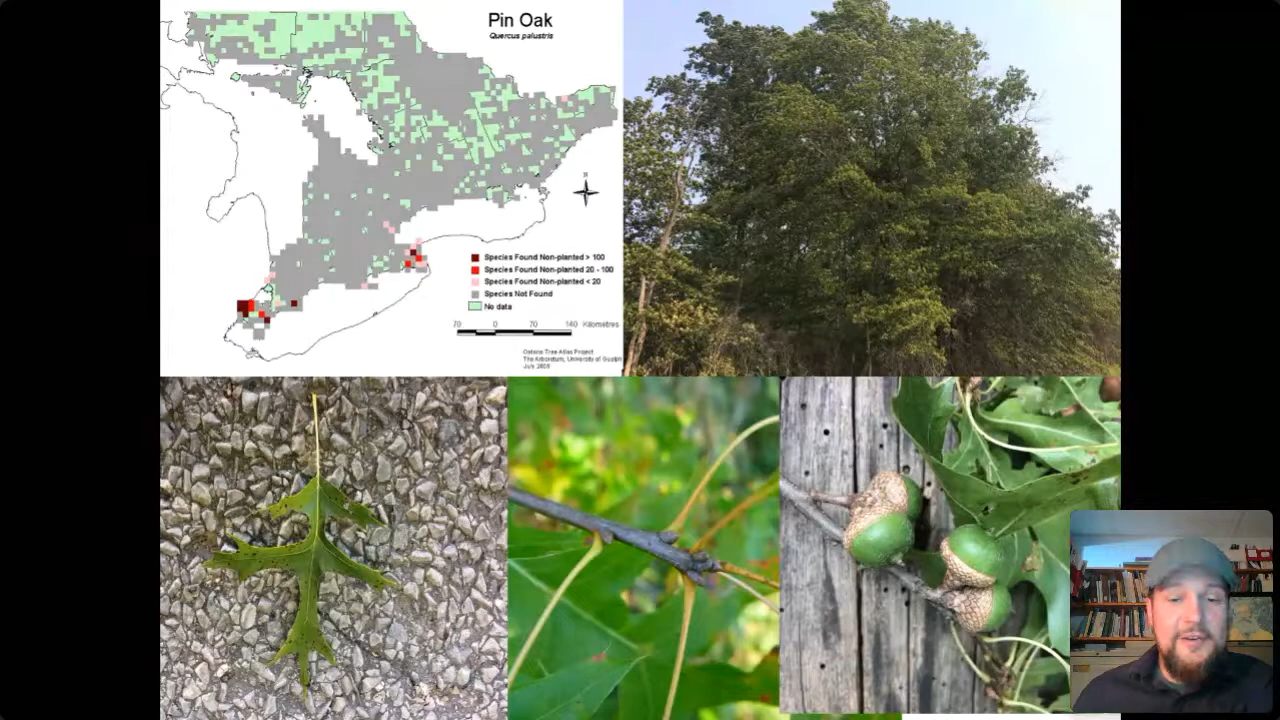 Pin Oak
Quercus palustris
Species Found Non-planted > 100
Species Found Non-planted 20 - 100
Species Found Non-planted < 20
Species Not Found
No data
70 0 70 140 Kilometres
Ontario Tree Atlas Project
The Arboretum, University of Guelph